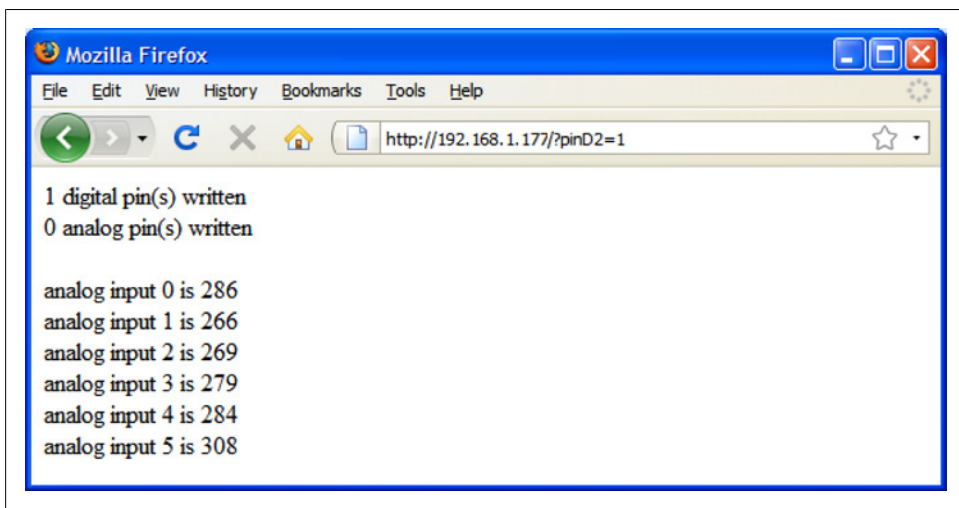 Mozilla Firefox
File Edit View History Bookmarks Tools Help
http://192.168.1.177/?pinD2=1
1 digital pin(s) written
0 analog pin(s) written
analog input 0 is 286
analog input 1 is 266
analog input 2 is 269
analog input 3 is 279
analog input 4 is 284
analog input 5 is 308